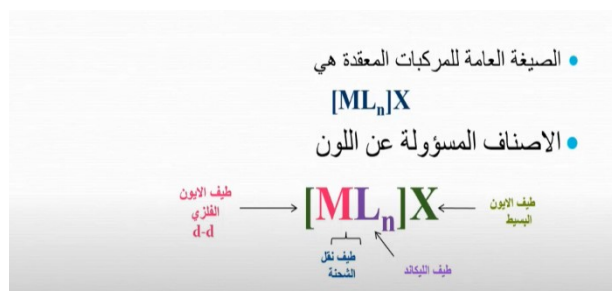 • الصيغة العامة للمركبات المعقدة هي
[MLₙ]X
• الاصناف المسؤولة عن اللون
طيف الايون
البسيط
[MLₙ]X
طيف الايون
الفلزي
d-d
طيف نقل
الشحنة
طيف الليكاند